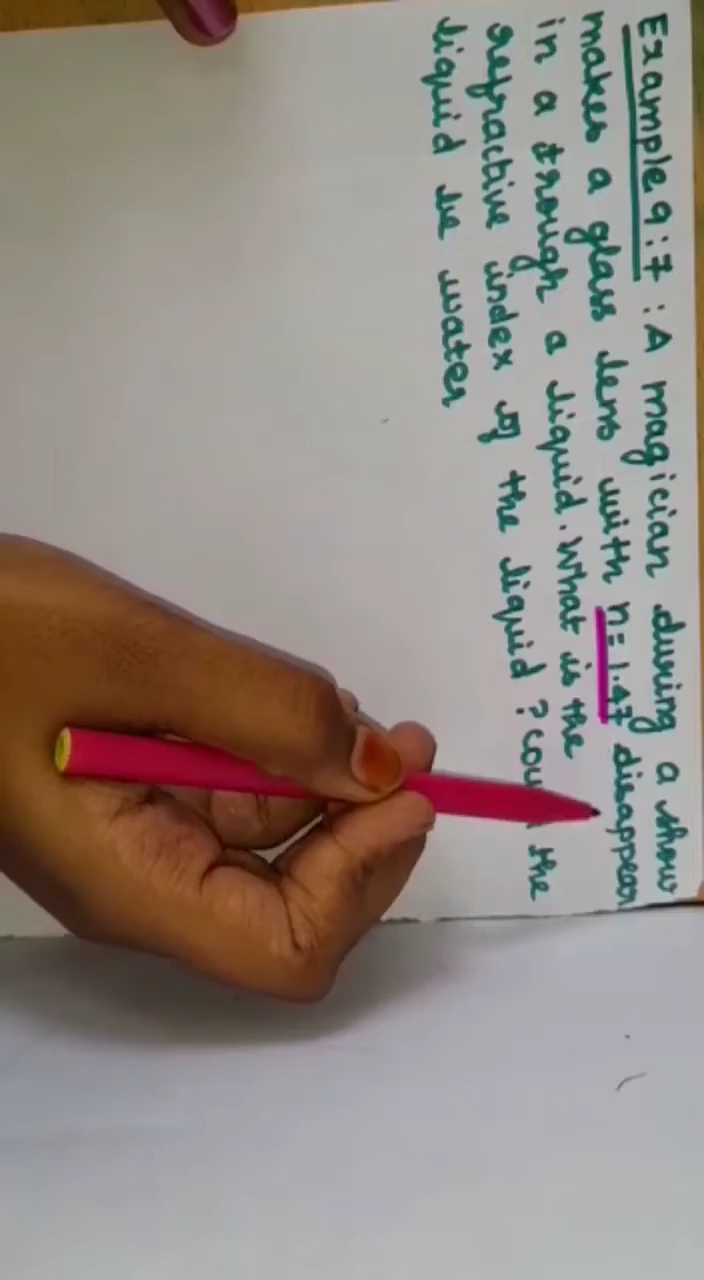 Example 9:7 : A magician during a show
makes a glass lens with n=1.47 disappear
in a trough a liquid. What is the
refractive index of the liquid ? the
liquid be water